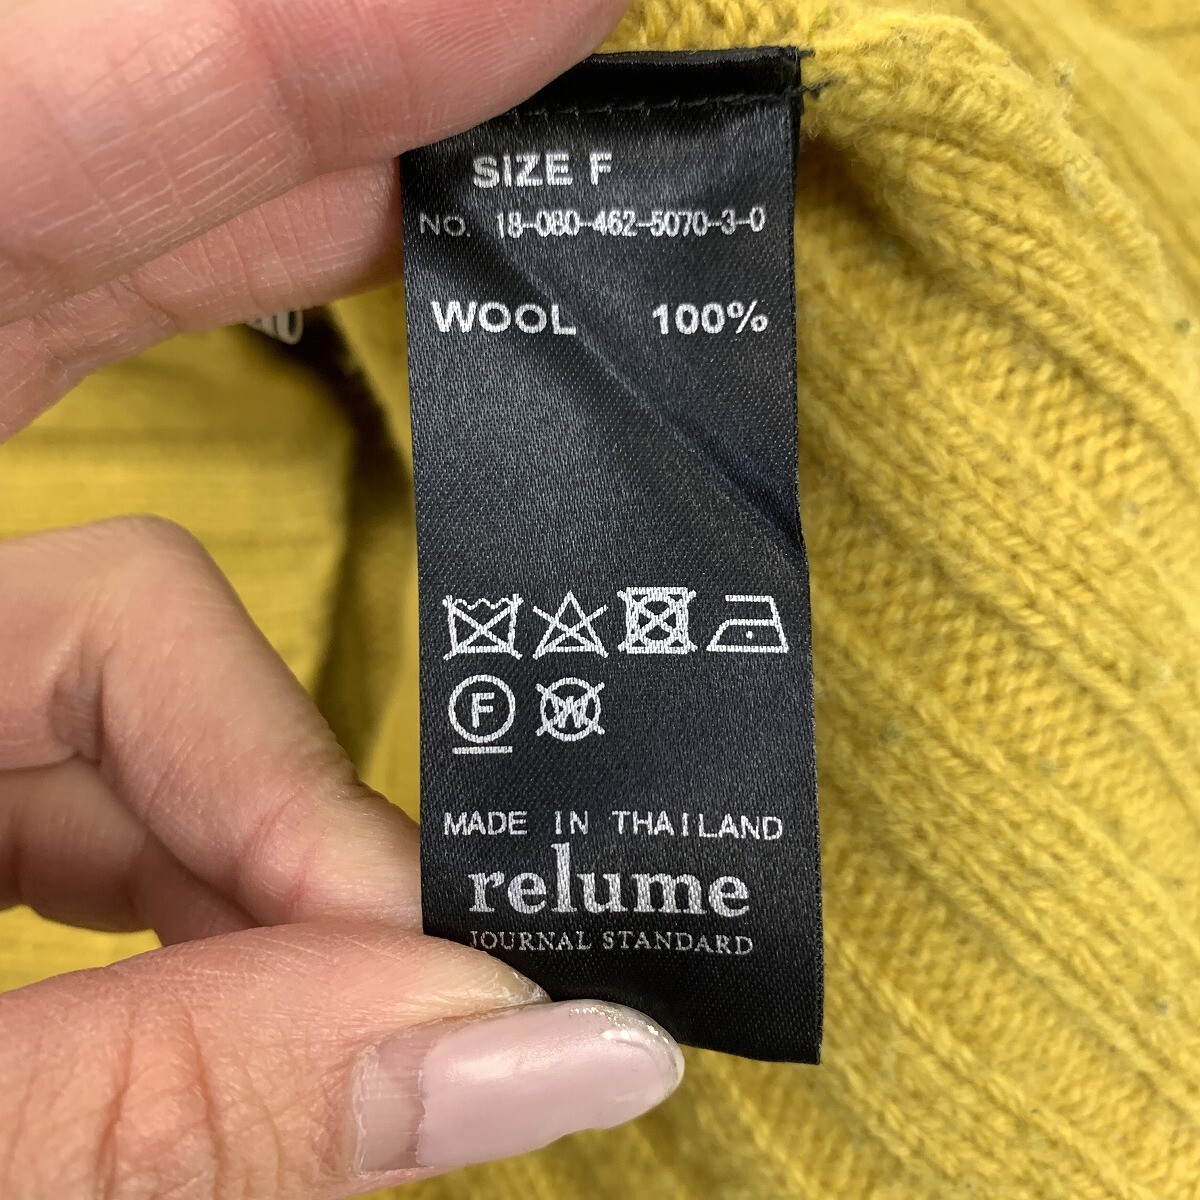 SIZE F
NO. 18-080-462-5070-3-0
WOOL 100%
F W
MADE IN THAILAND
relume
JOURNAL STANDARD